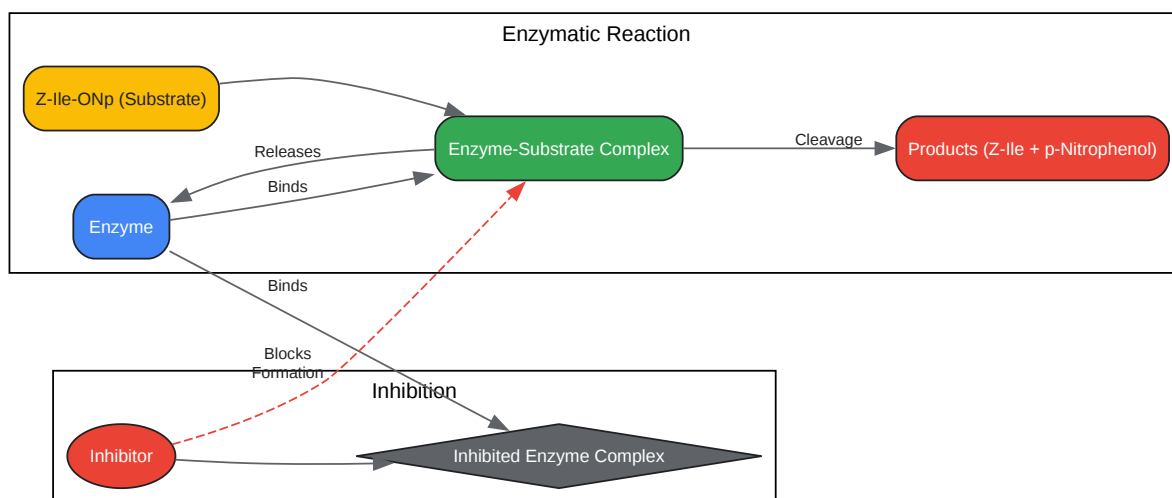 Enzymatic Reaction
Z-Ile-ONp (Substrate)
Enzyme-Substrate Complex
Cleavage
Products (Z-Ile + p-Nitrophenol)
Releases
Binds
Enzyme
Binds
Blocks
Formation
Inhibition
Inhibitor
Inhibited Enzyme Complex